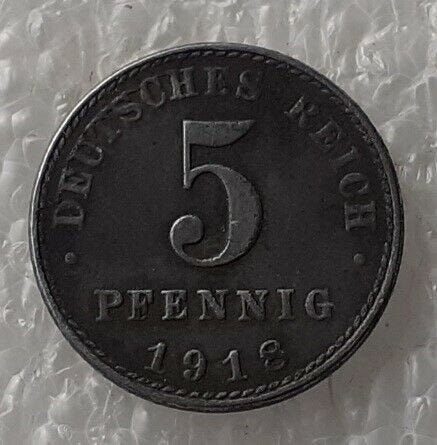 DEUTSCHES REICH
5
PFENNIG
1918